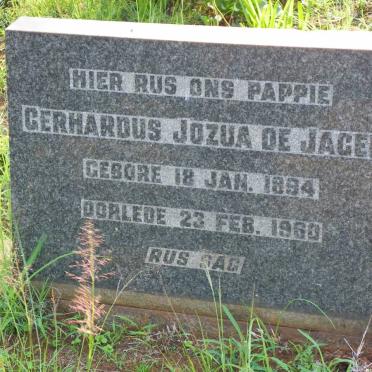 HIER RUS ONS PAPPIE
GERHARDUS JOZUA DE JAGE
GEBORE 18 JAN. 1894
OORLEDE 23 FEB. 1960
RUS SAG